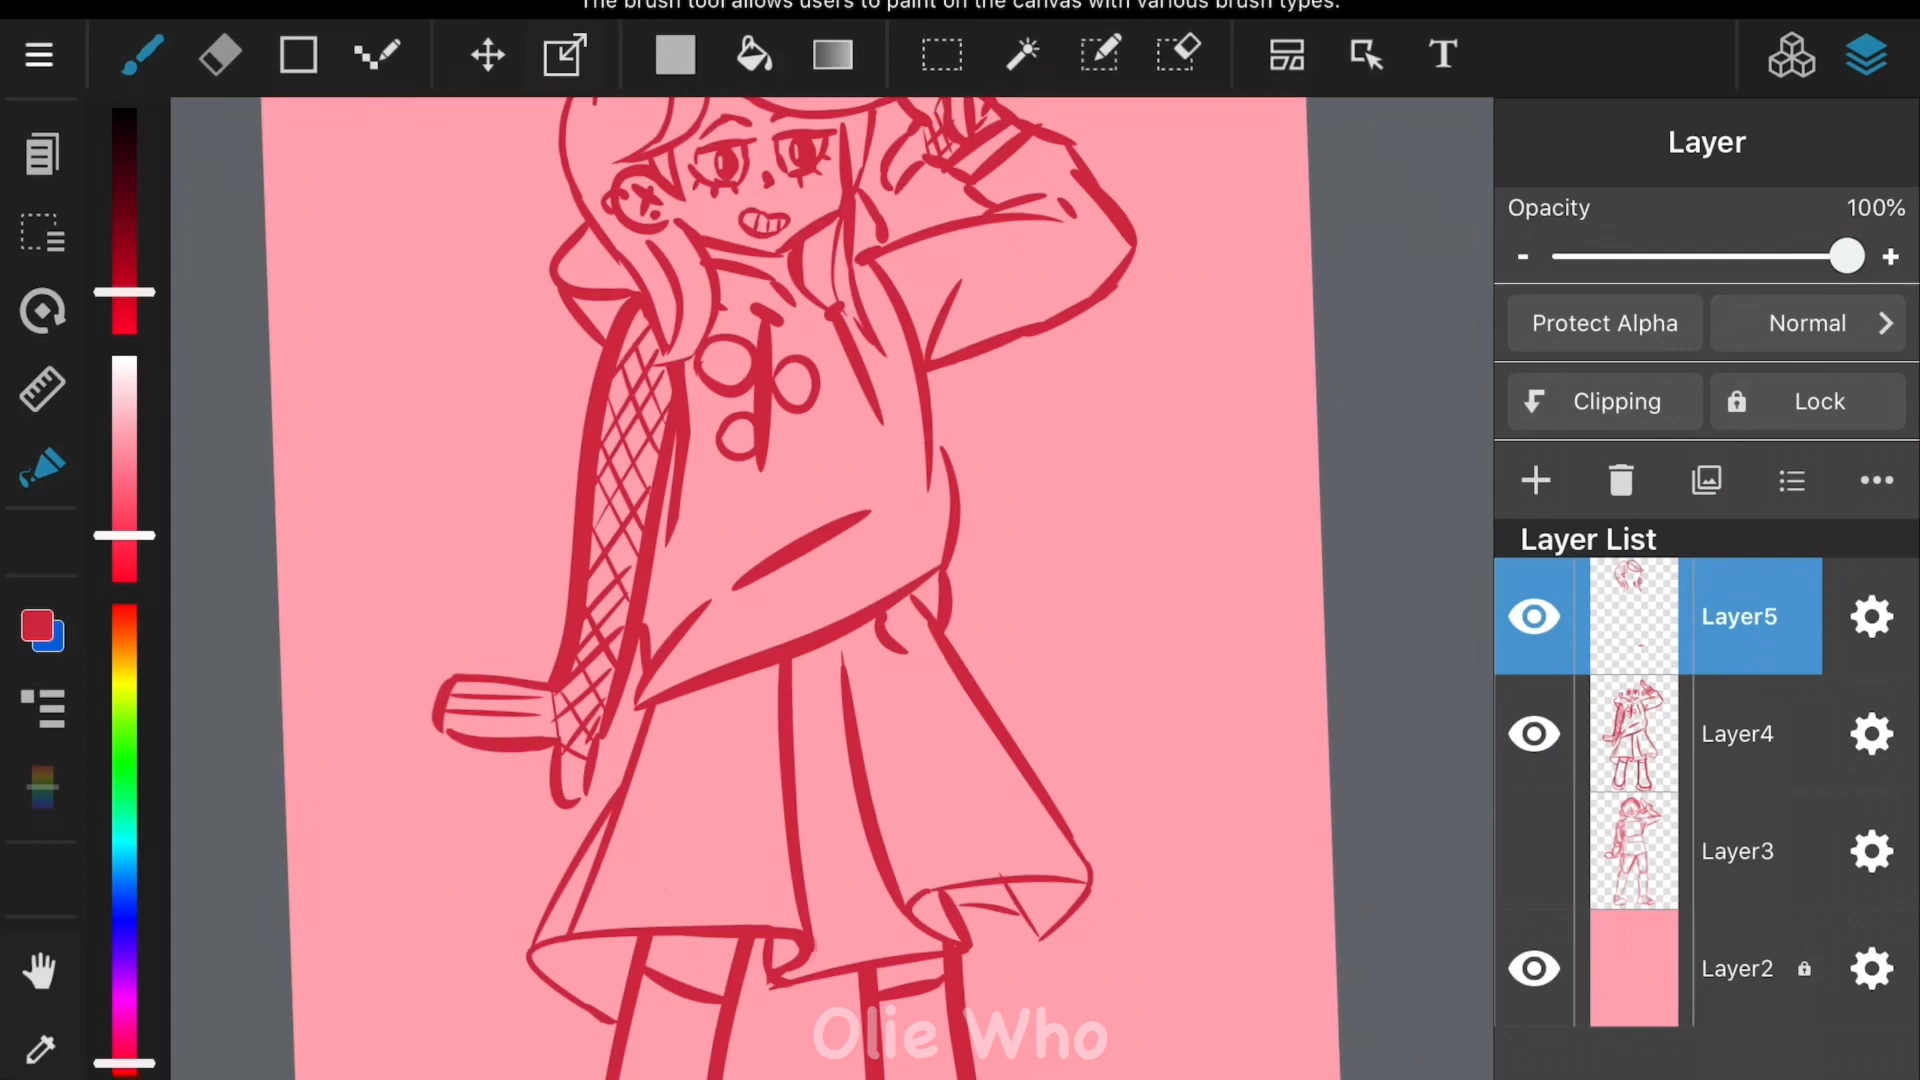 The brush tool allows users to paint on the canvas with various brush types.
T
Layer
Opacity 100%
- +
Protect Alpha Normal
Clipping Lock
Layer List
Layer5
Layer4
Layer3
Layer2
Olie Who